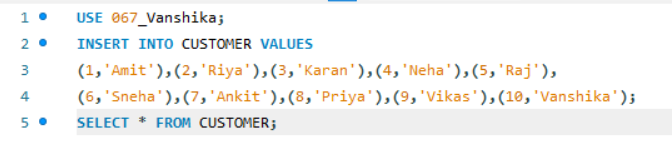 1 USE 067_Vanshika;
2 INSERT INTO CUSTOMER VALUES
3 (1,'Amit'),(2,'Riya'),(3,'Karan'),(4,'Neha'),(5,'Raj'),
4 (6,'Sneha'),(7,'Ankit'),(8,'Priya'),(9,'Vikas'),(10,'Vanshika');
5 SELECT * FROM CUSTOMER;